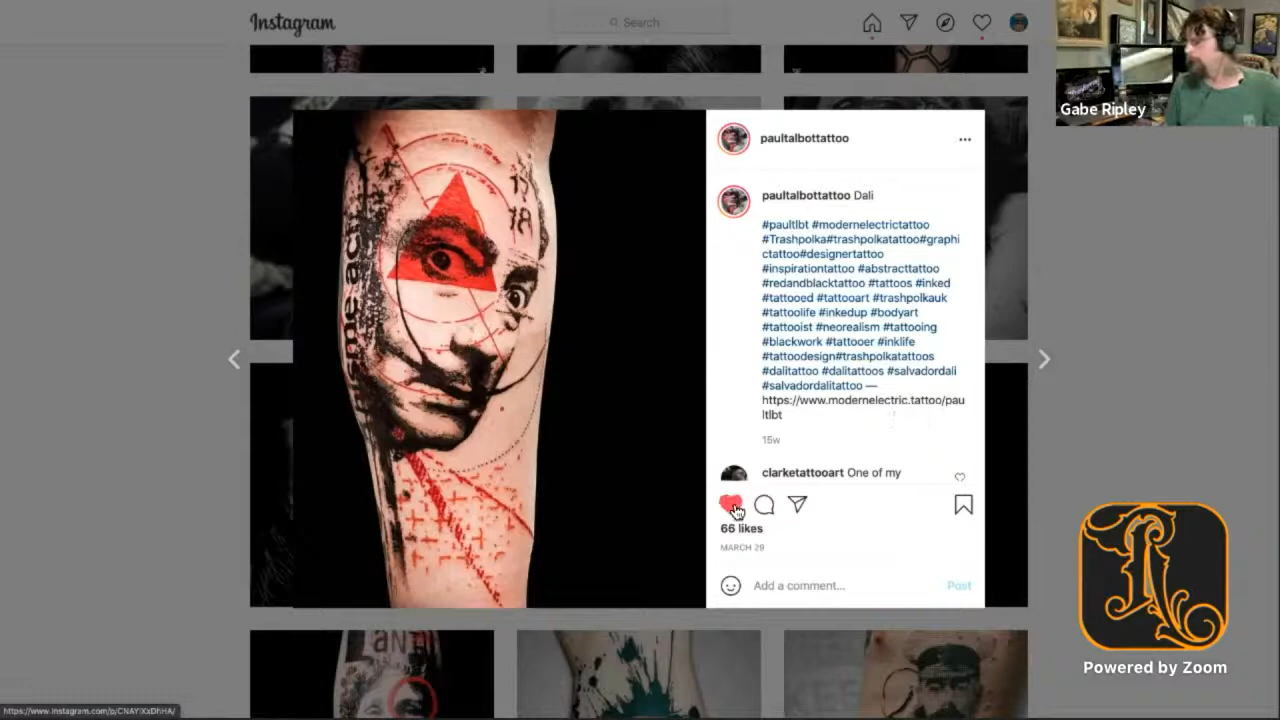 Instagram
Search
Gabe Ripley
paultalbottattoo
paultalbottattoo Dali
#paultlbt #modernelectrictattoo
#Trashpolka#trashpolkatattoo#graphi
ctattoo#designertattoo
#inspirationtattoo #abstracttattoo
#redandblacktattoo #tattoos #inked
#tattooed #tattooart #trashpolkauk
#tattoolife #inkedup #bodyart
#tattooist #neorealism #tattooing
#blackwork #tattooer #inklife
#tattoodesign#trashpolkatattoos
#dalitattoo #dalitattoos #salvadordali
#salvadordalitattoo —
https://www.modernelectric.tattoo/pau
ltlbt
15w
clarketattooart One of my
66 likes
MARCH 29
Add a comment...
Post
Powered by Zoom